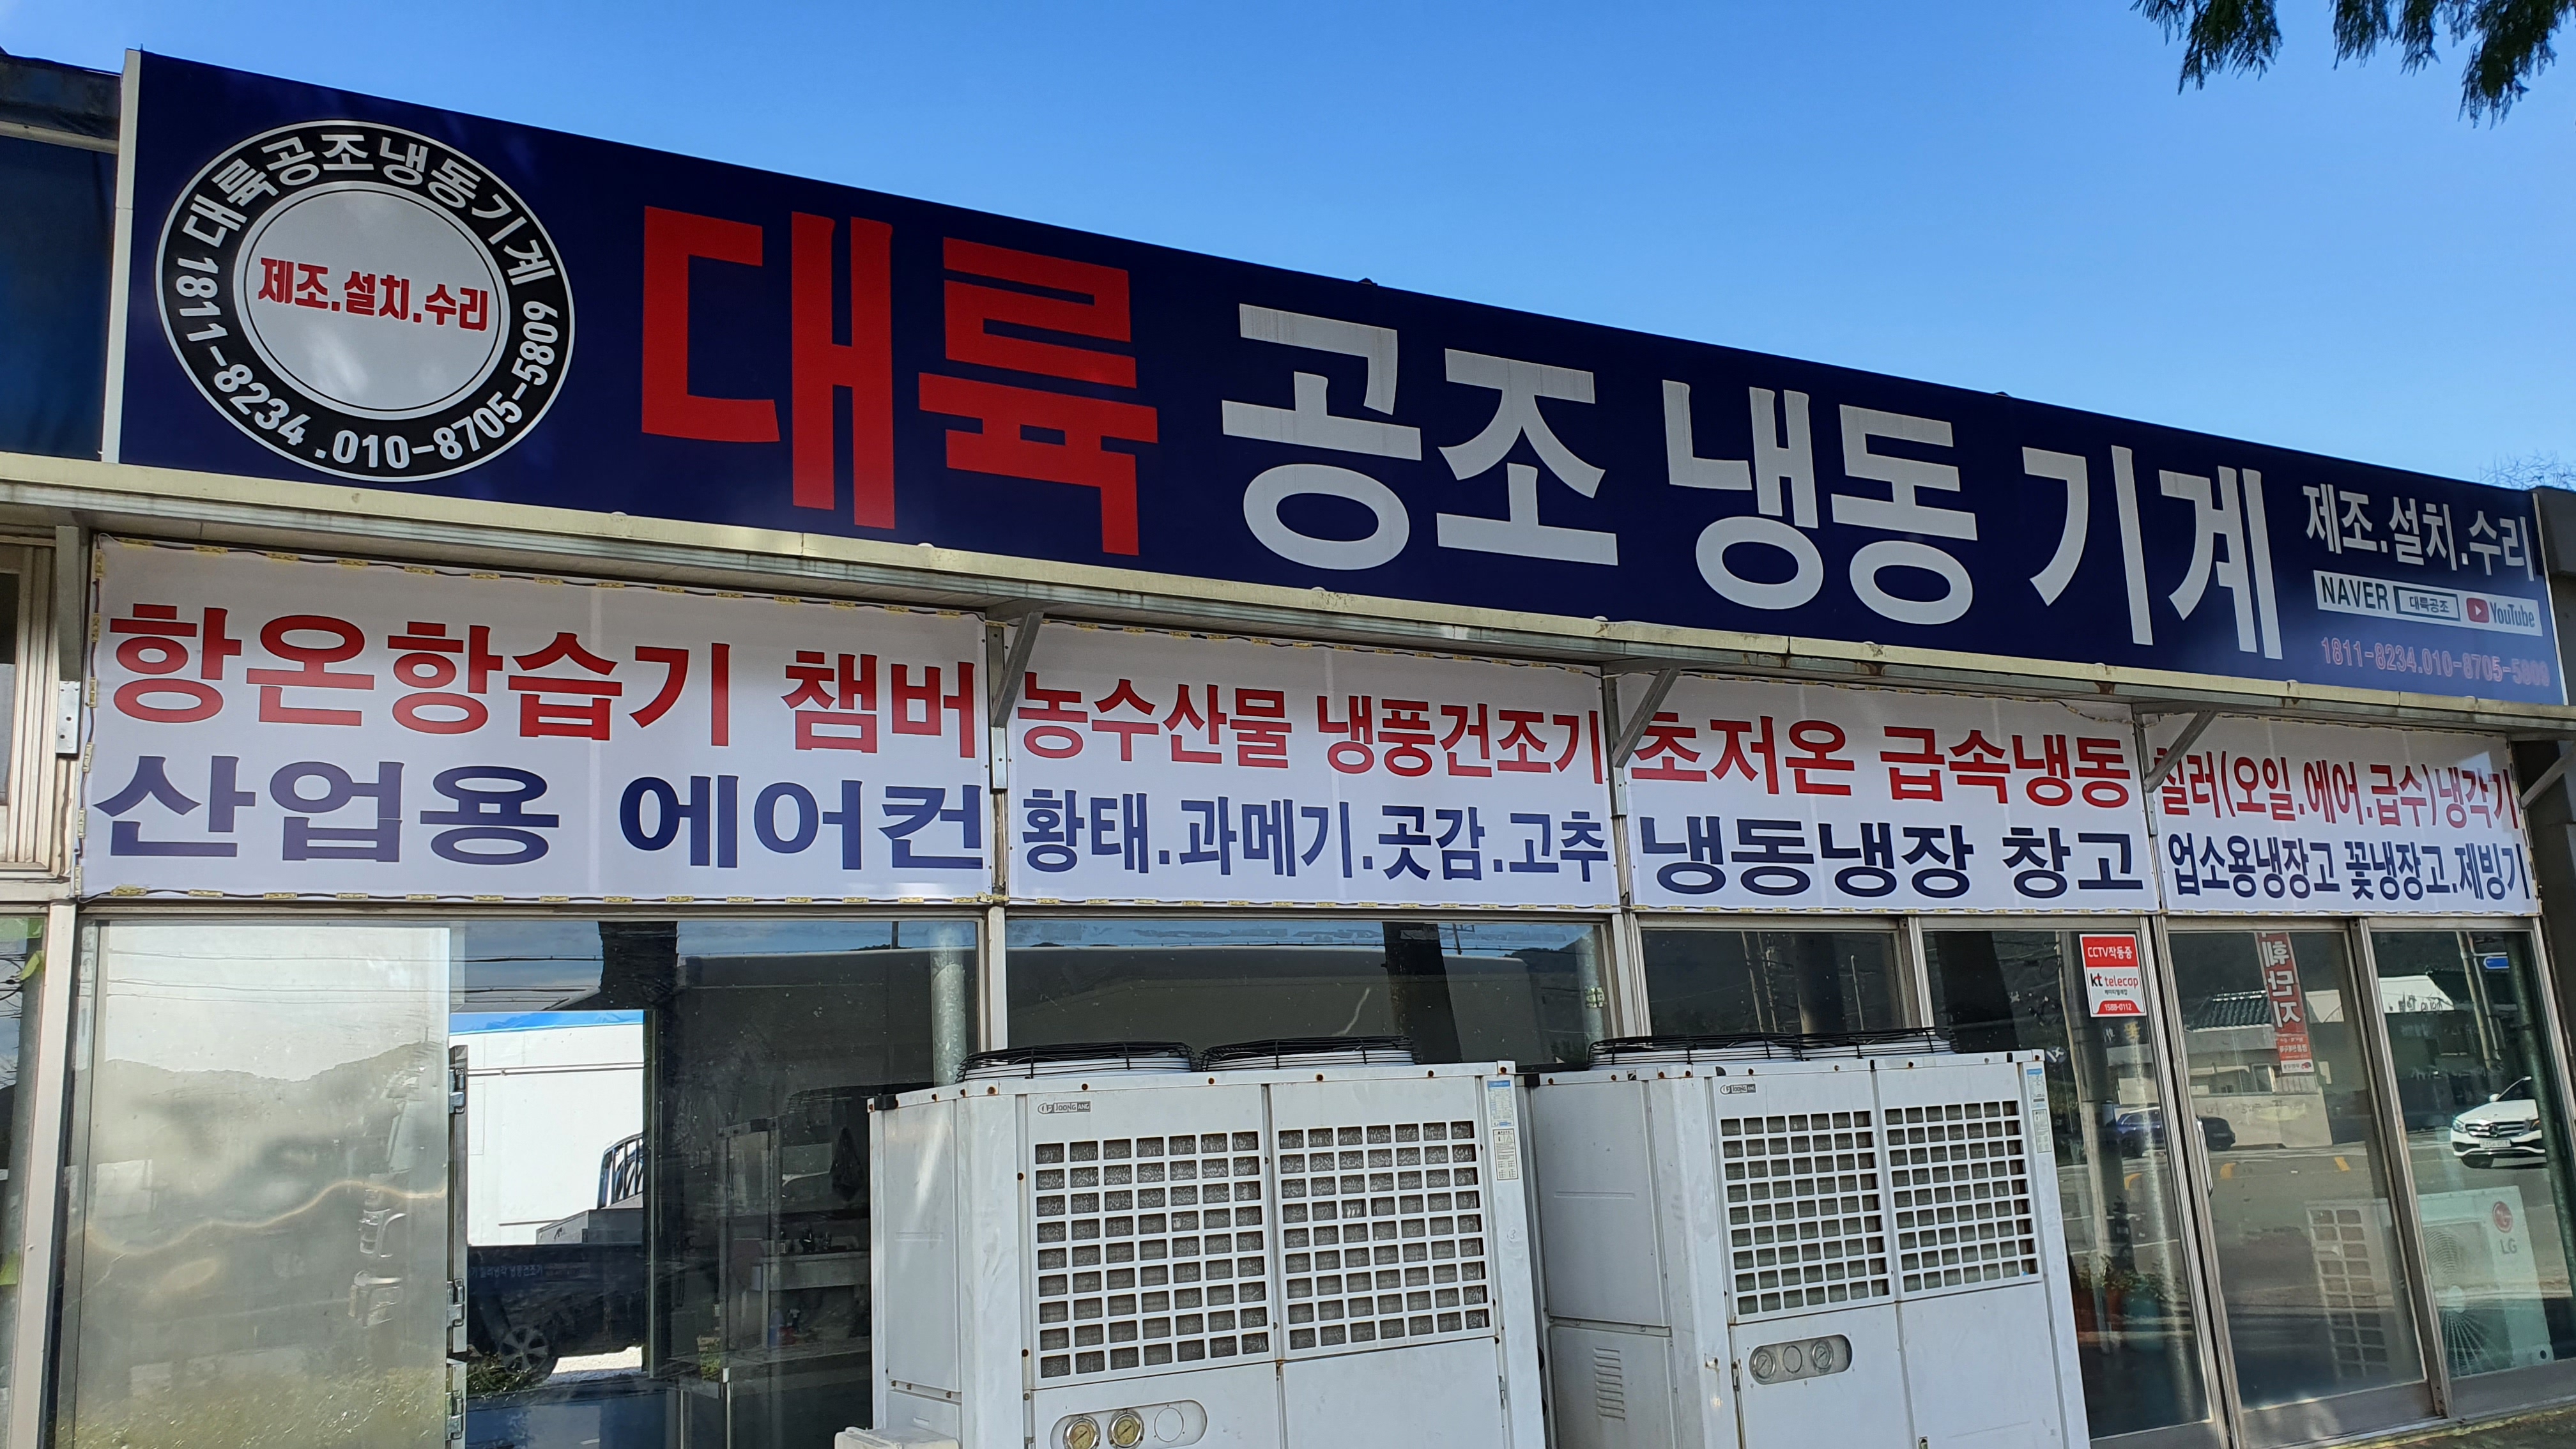 대륙공조냉동기계
1811-8234 .010-8705-5809
제조.설치.수리
대륙 공조 냉동 기계
제조.설치.수리
NAVER 대륙공조 YouTube
1811-8234.010-8705-5809
항온항습기 챔버
산업용 에어컨
농수산물 냉풍건조기
황태.과메기.곳감.고추
초저온 급속냉동
냉동냉장 창고
칠러(오일.에어.급수)냉각기
업소용냉장고 꽃냉장고.제빙기
CCTV작동중
kt telecop
1588-0112
JOONGANG
JOONGANG
LG